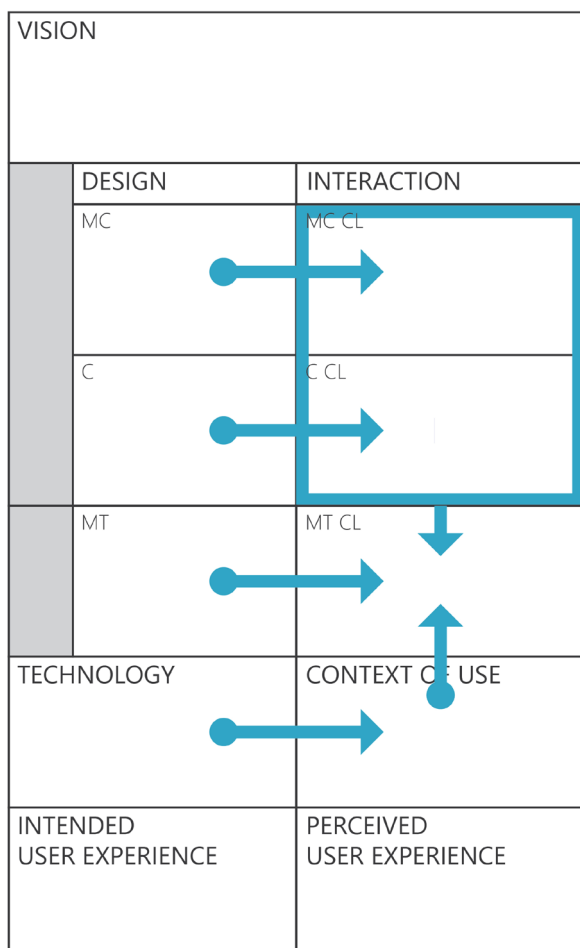 VISION
DESIGN
INTERACTION
MC
MC CL
C
C CL
MT
MT CL
TECHNOLOGY
CONTEXT OF USE
INTENDED
USER EXPERIENCE
PERCEIVED
USER EXPERIENCE